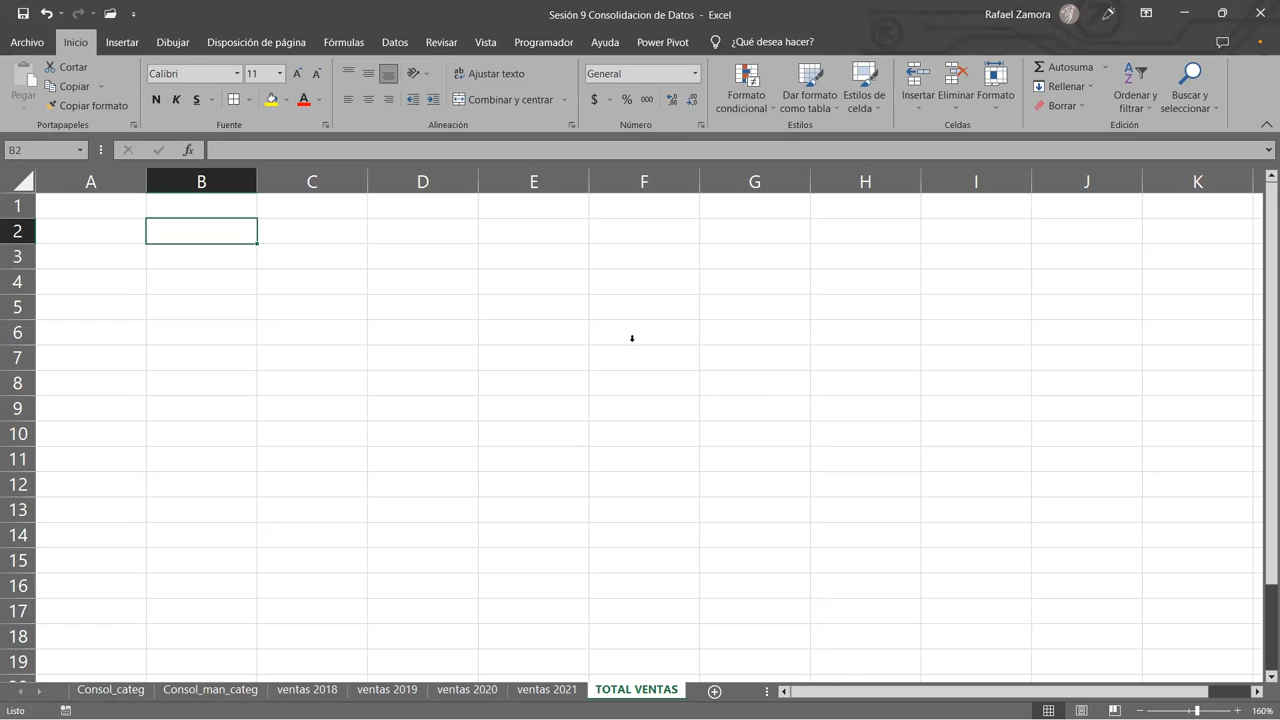 Sesión 9 Consolidacion de Datos - Excel
Rafael Zamora
Archivo Inicio Insertar Dibujar Disposición de página Fórmulas Datos Revisar Vista Programador Ayuda Power Pivot ¿Qué desea hacer?
Pegar
Cortar
Copiar
Copiar formato
Portapapeles
Calibri 11
N K S
Fuente
Ajustar texto
Combinar y centrar
Alineación
General
$ % 000
Número
Formato condicional
Dar formato como tabla
Estilos de celda
Estilos
Insertar Eliminar Formato
Celdas
Autosuma
Rellenar
Borrar
Ordenar y filtrar
Buscar y seleccionar
Edición
B2
fx
A B C D E F G H I J K
1
2
3
4
5
6
7
8
9
10
11
12
13
14
15
16
17
18
19
Consol_categ Consol_man_categ ventas 2018 ventas 2019 ventas 2020 ventas 2021 TOTAL VENTAS
Listo
160%